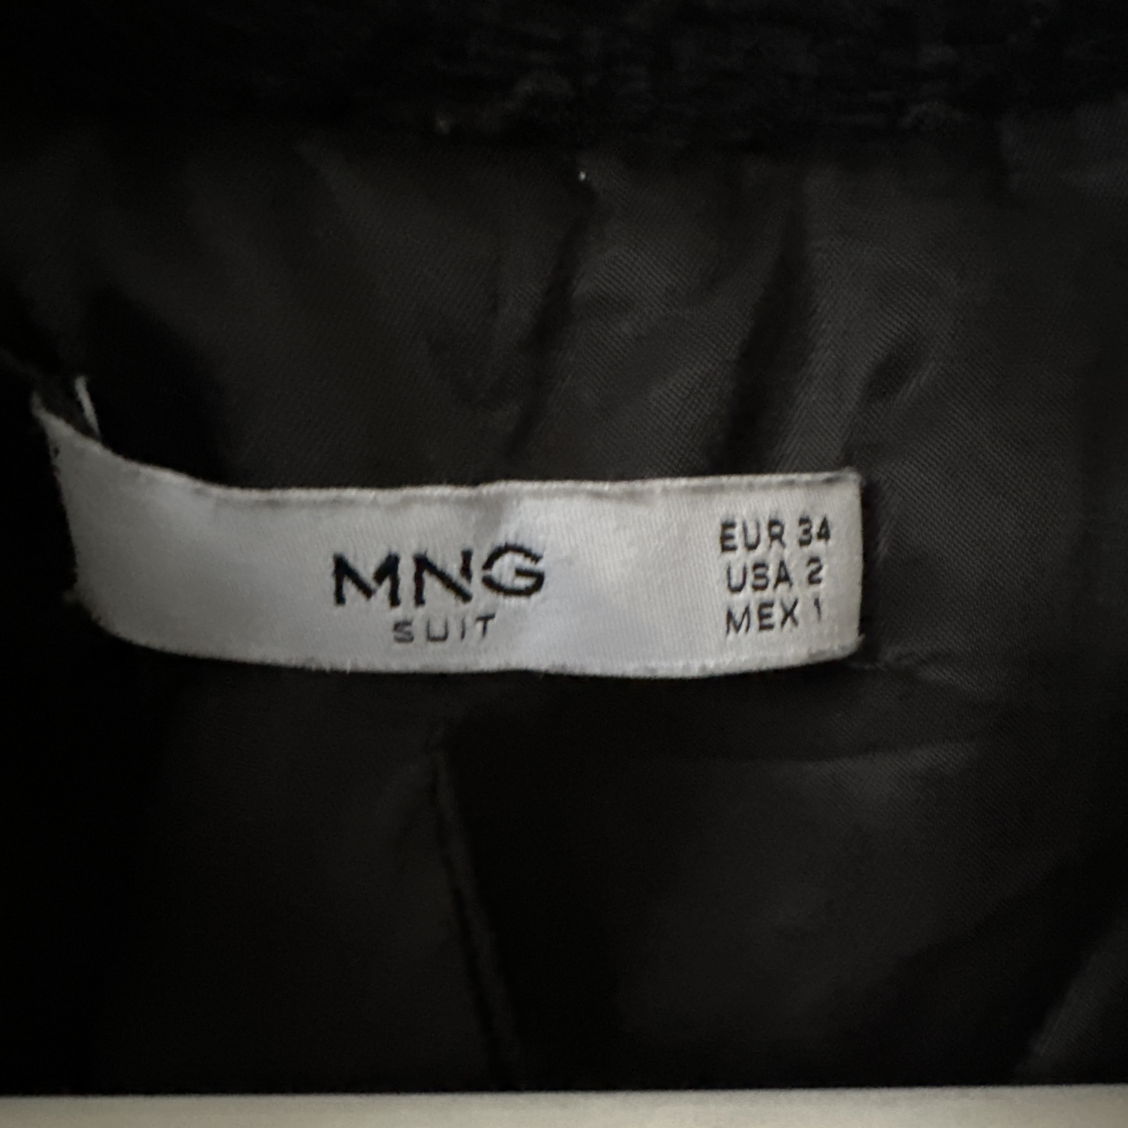 MNG
SUIT
EUR 34
USA 2
MEX 1